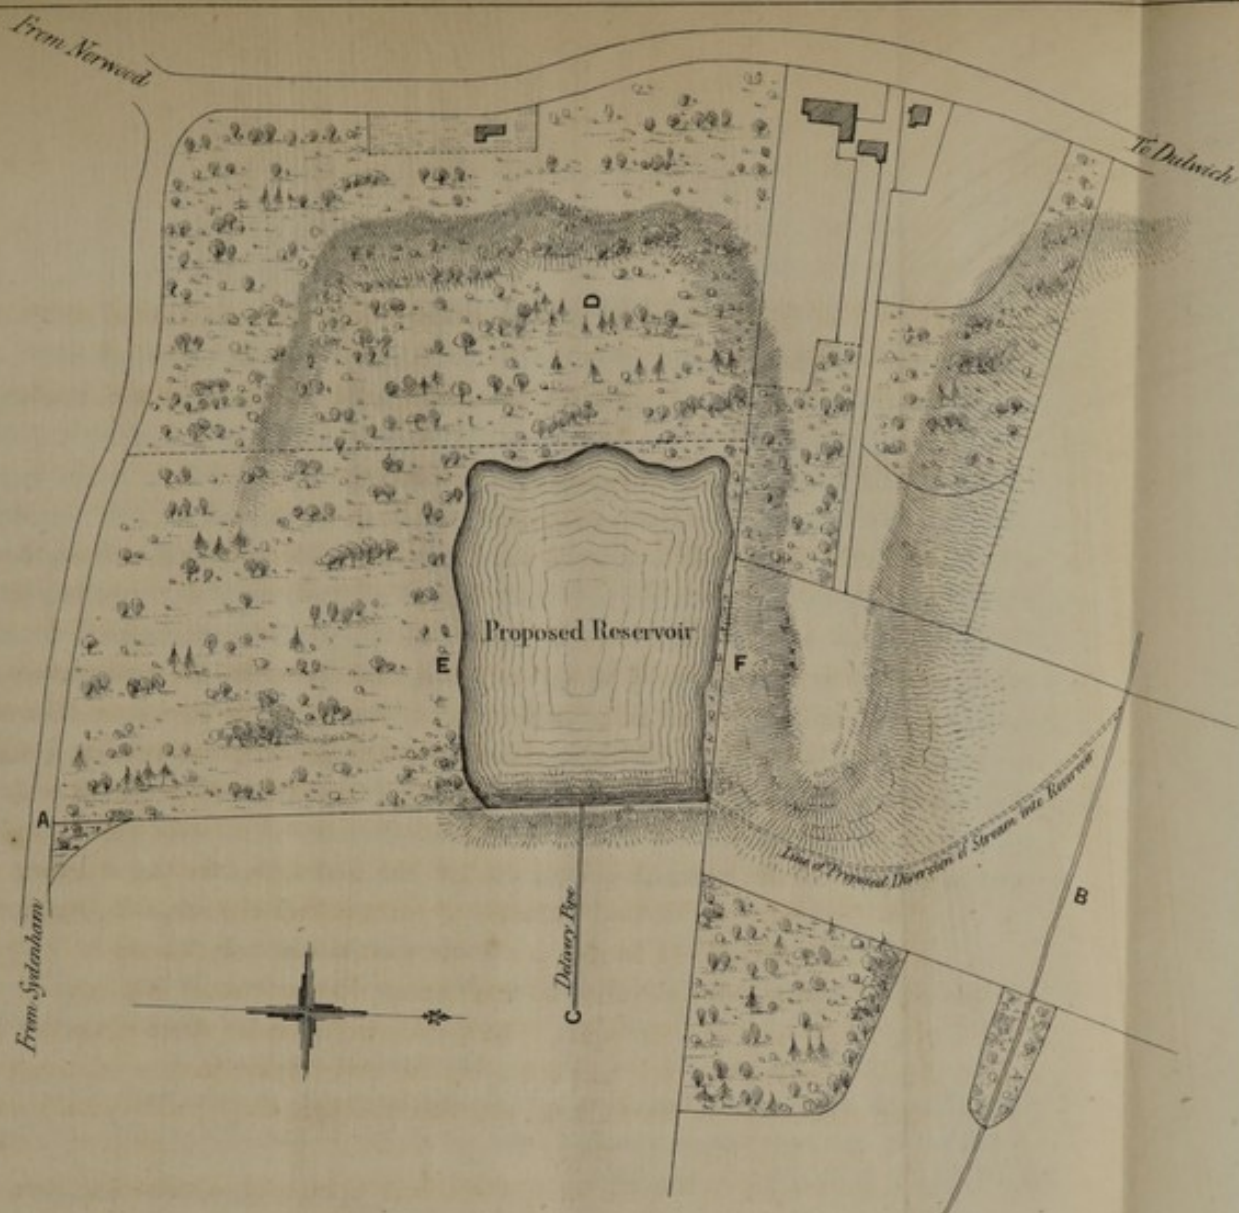 From Norwood
To Dulwich
D
Proposed Reservoir
E
F
A
Line of Proposed Diversion of Stream into Reservoir
B
Delivery Pipe
C
From Sydenham